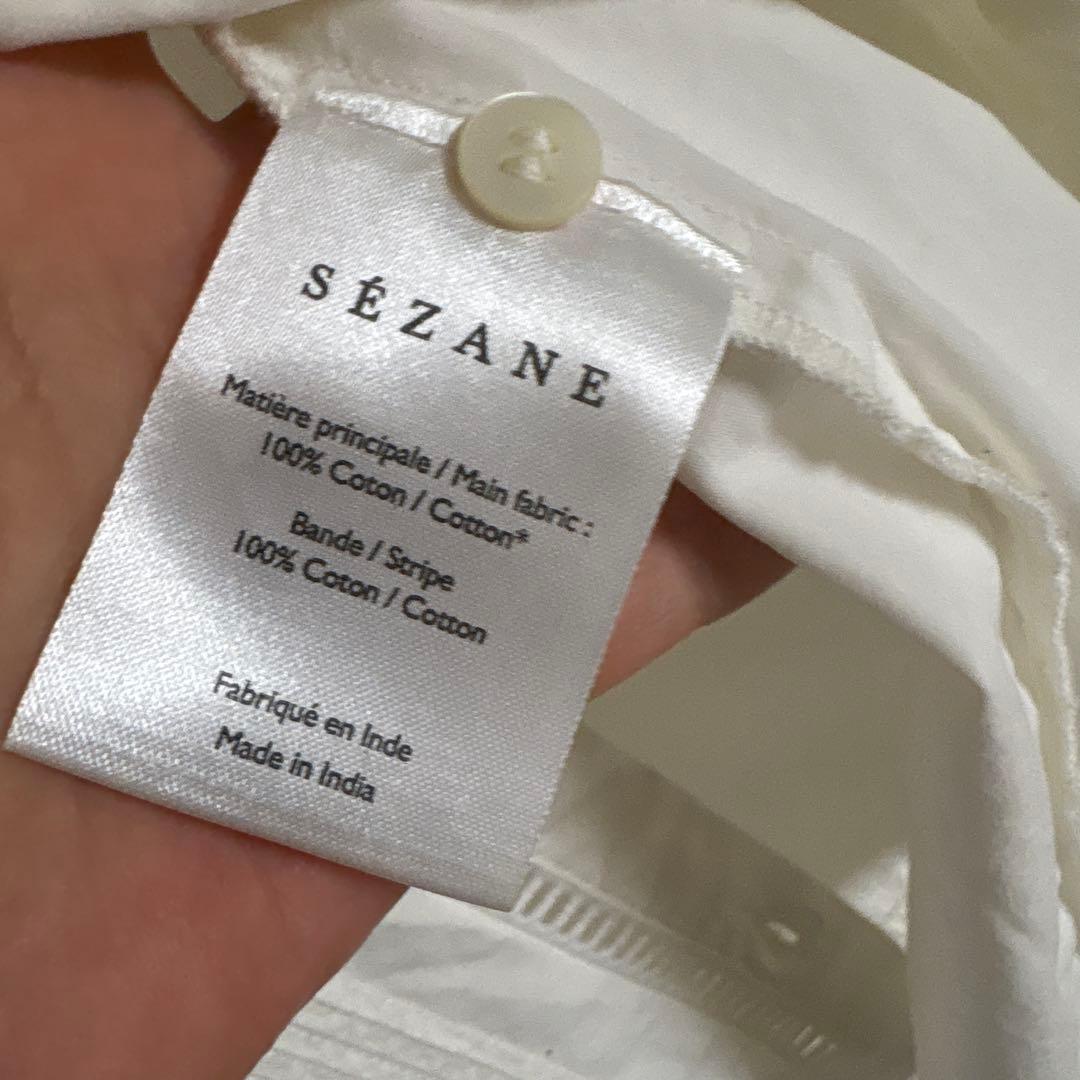 SÉZANE
Matière principale / Main fabric :
100% Coton / Cotton*
Bande / Stripe
100% Coton / Cotton
Fabriqué en Inde
Made in India